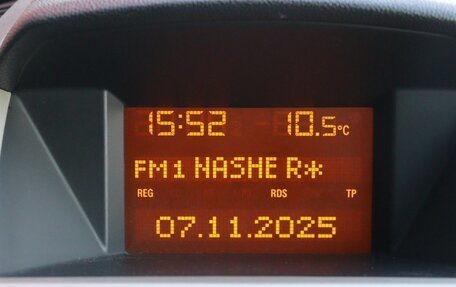 15:52 10.5°C
FM1 NASHE R*
REG RDS TP
07.11.2025